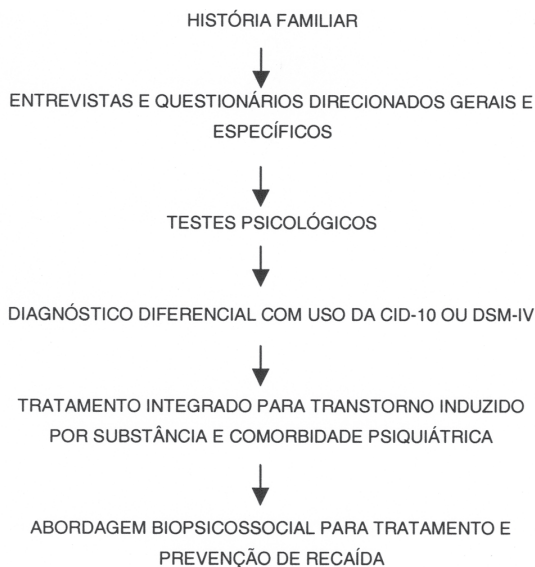 HISTÓRIA FAMILIAR
ENTREVISTAS E QUESTIONÁRIOS DIRECIONADOS GERAIS E
ESPECÍFICOS
TESTES PSICOLÓGICOS
DIAGNÓSTICO DIFERENCIAL COM USO DA CID-10 OU DSM-IV
TRATAMENTO INTEGRADO PARA TRANSTORNO INDUZIDO
POR SUBSTÂNCIA E COMORBIDADE PSIQUIÁTRICA
ABORDAGEM BIOPSICOSSOCIAL PARA TRATAMENTO E
PREVENÇÃO DE RECAÍDA